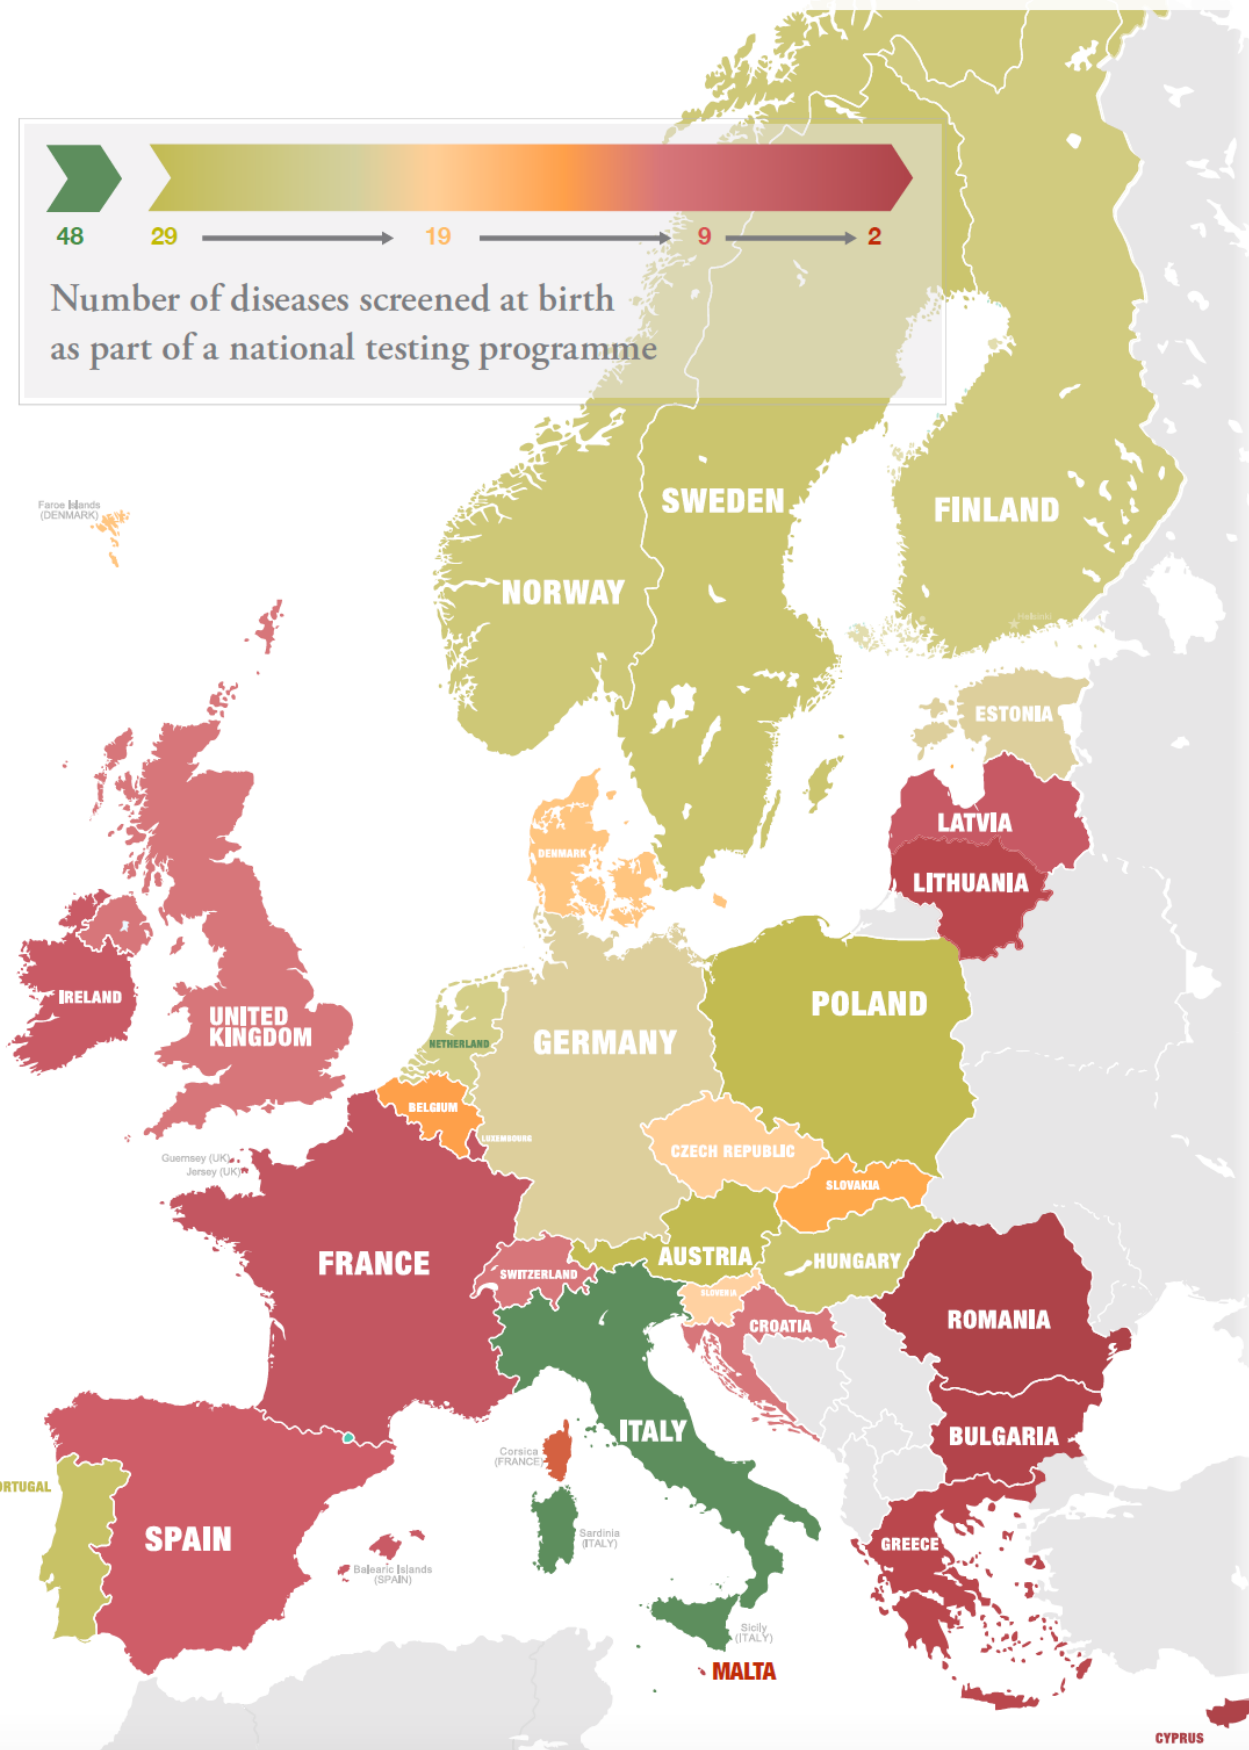 48
29
19
9
2
Number of diseases screened at birth
as part of a national testing programme
SWEDEN
FINLAND
Faroe Islands
(DENMARK)
NORWAY
Helsinki
ESTONIA
LATVIA
DENMARK
LITHUANIA
IRELAND
UNITED
KINGDOM
POLAND
NETHERLAND
GERMANY
BELGIUM
LUXEMBOURG
CZECH REPUBLIC
Guernsey (UK)
Jersey (UK)
SLOVAKIA
FRANCE
AUSTRIA
HUNGARY
SWITZERLAND
SLOVENIA
ROMANIA
CROATIA
ITALY
BULGARIA
Corsica
(FRANCE)
ORTUGAL
SPAIN
Sardinia
(ITALY)
GREECE
Balearic Islands
(SPAIN)
Sicily
(ITALY)
MALTA
CYPRUS